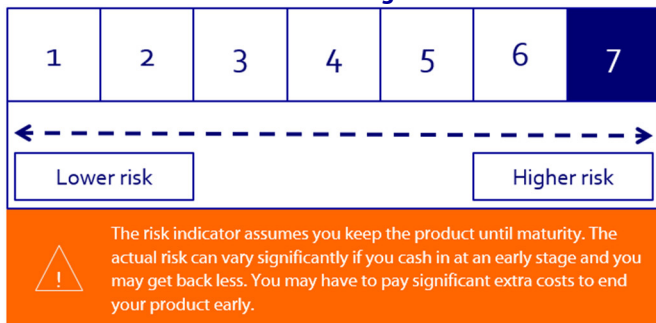 1 2 3 4 5 6 7
Lower risk Higher risk
The risk indicator assumes you keep the product until maturity. The
actual risk can vary significantly if you cash in at an early stage and you
may get back less. You may have to pay significant extra costs to end
your product early.